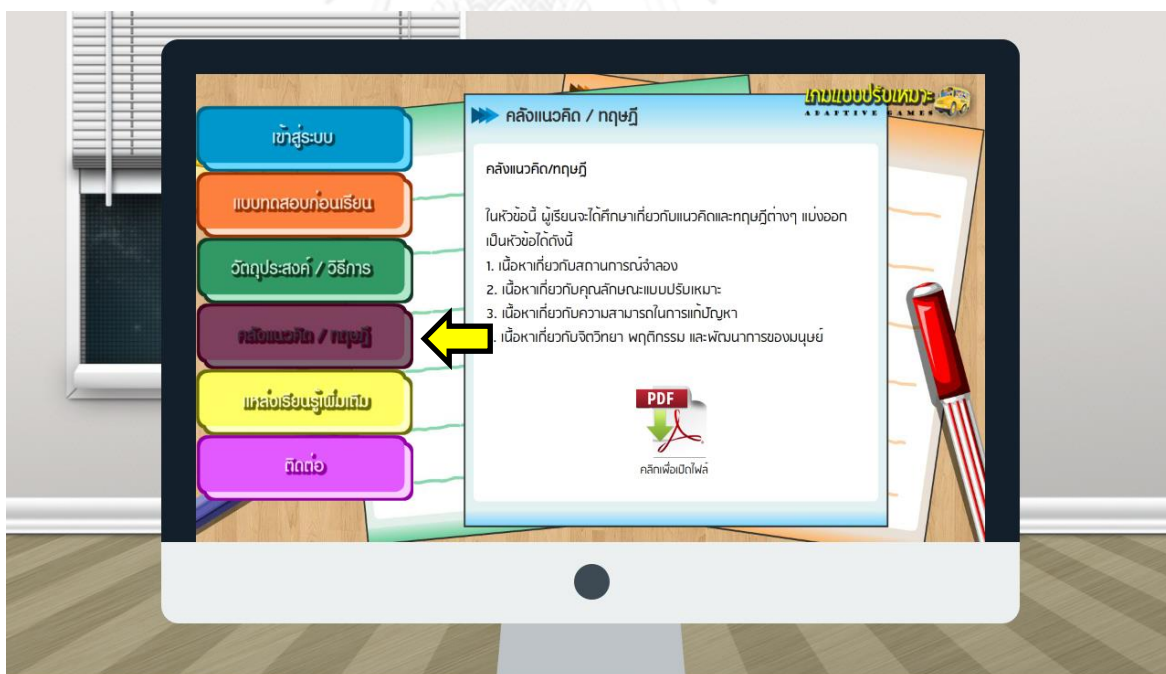 เกมแบบปรับเหมาะ
ADAPTIVE GAMES
เข้าสู่ระบบ
แบบทดสอบก่อนเรียน
วัตถุประสงค์ / วิธีการ
คลังแนวคิด / ทฤษฎี
แหล่งเรียนรู้เพิ่มเติม
ติดต่อ
คลังแนวคิด / ทฤษฎี
คลังแนวคิด/ทฤษฎี
ในหัวข้อนี้ ผู้เรียนจะได้ศึกษาเกี่ยวกับแนวคิดและทฤษฎีต่างๆ แบ่งออก
เป็นหัวข้อได้ดังนี้
1. เนื้อหาเกี่ยวกับสถานการณ์จำลอง
2. เนื้อหาเกี่ยวกับคุณลักษณะแบบปรับเหมาะ
3. เนื้อหาเกี่ยวกับความสามารถในการแก้ปัญหา
. เนื้อหาเกี่ยวกับจิตวิทยา พฤติกรรม และพัฒนาการของมนุษย์
PDF
คลิกเพื่อเปิดไฟล์